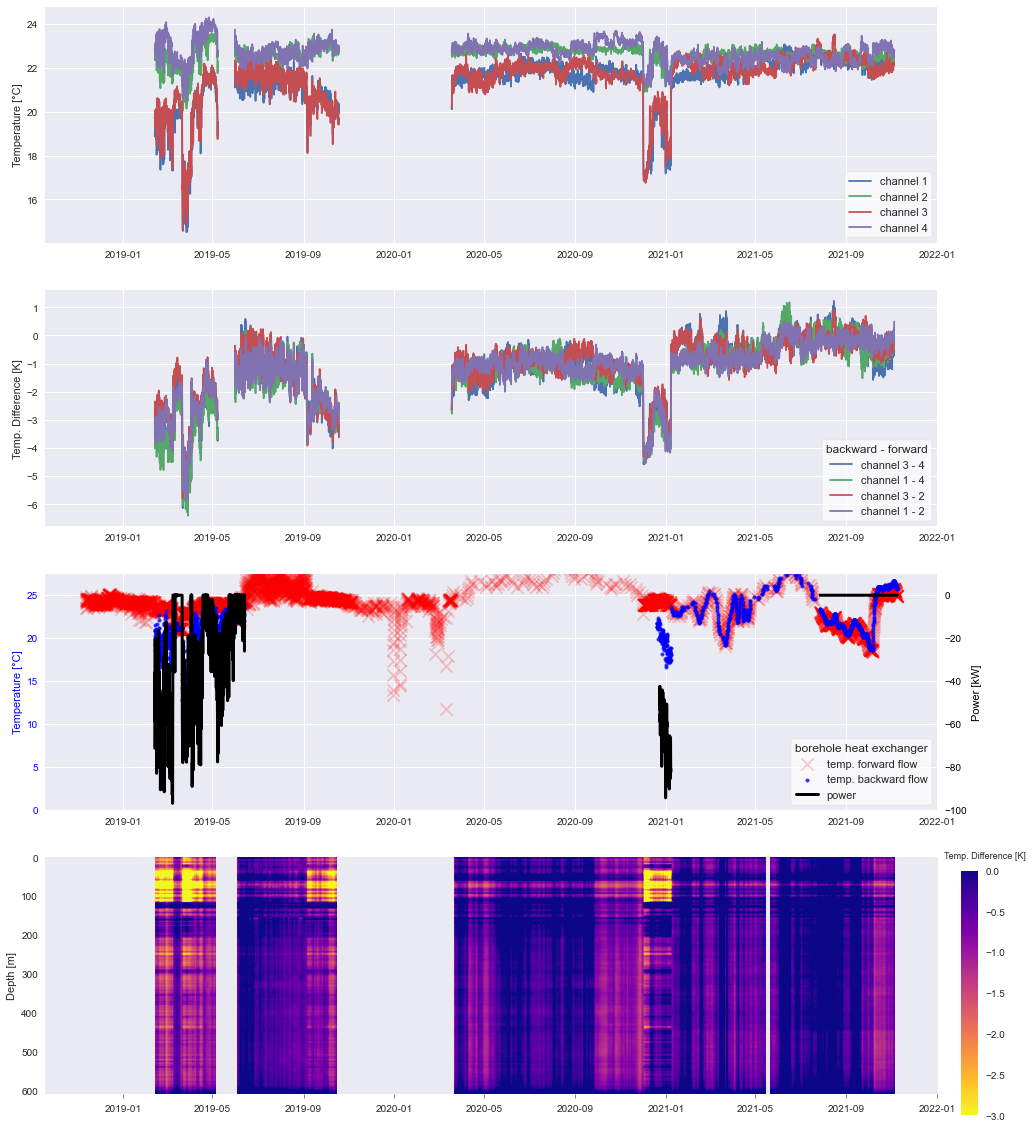 24
22
20
18
16
Temperature [°C]
channel 1
channel 2
channel 3
channel 4
2019-01 2019-05 2019-09 2020-01 2020-05 2020-09 2021-01 2021-05 2021-09 2022-01
1
0
−1
−2
−3
−4
−5
−6
Temp. Difference [K]
backward - forward
channel 3 - 4
channel 1 - 4
channel 3 - 2
channel 1 - 2
2019-01 2019-05 2019-09 2020-01 2020-05 2020-09 2021-01 2021-05 2021-09 2022-01
25
20
15
10
5
0
Temperature [°C]
0
−20
−40
−60
−80
−100
Power [kW]
borehole heat exchanger
temp. forward flow
temp. backward flow
power
2019-01 2019-05 2019-09 2020-01 2020-05 2020-09 2021-01 2021-05 2021-09 2022-01
0
100
200
300
400
500
600
Depth [m]
Temp. Difference [K]
0.0
−0.5
−1.0
−1.5
−2.0
−2.5
−3.0
2019-01 2019-05 2019-09 2020-01 2020-05 2020-09 2021-01 2021-05 2021-09 2022-01